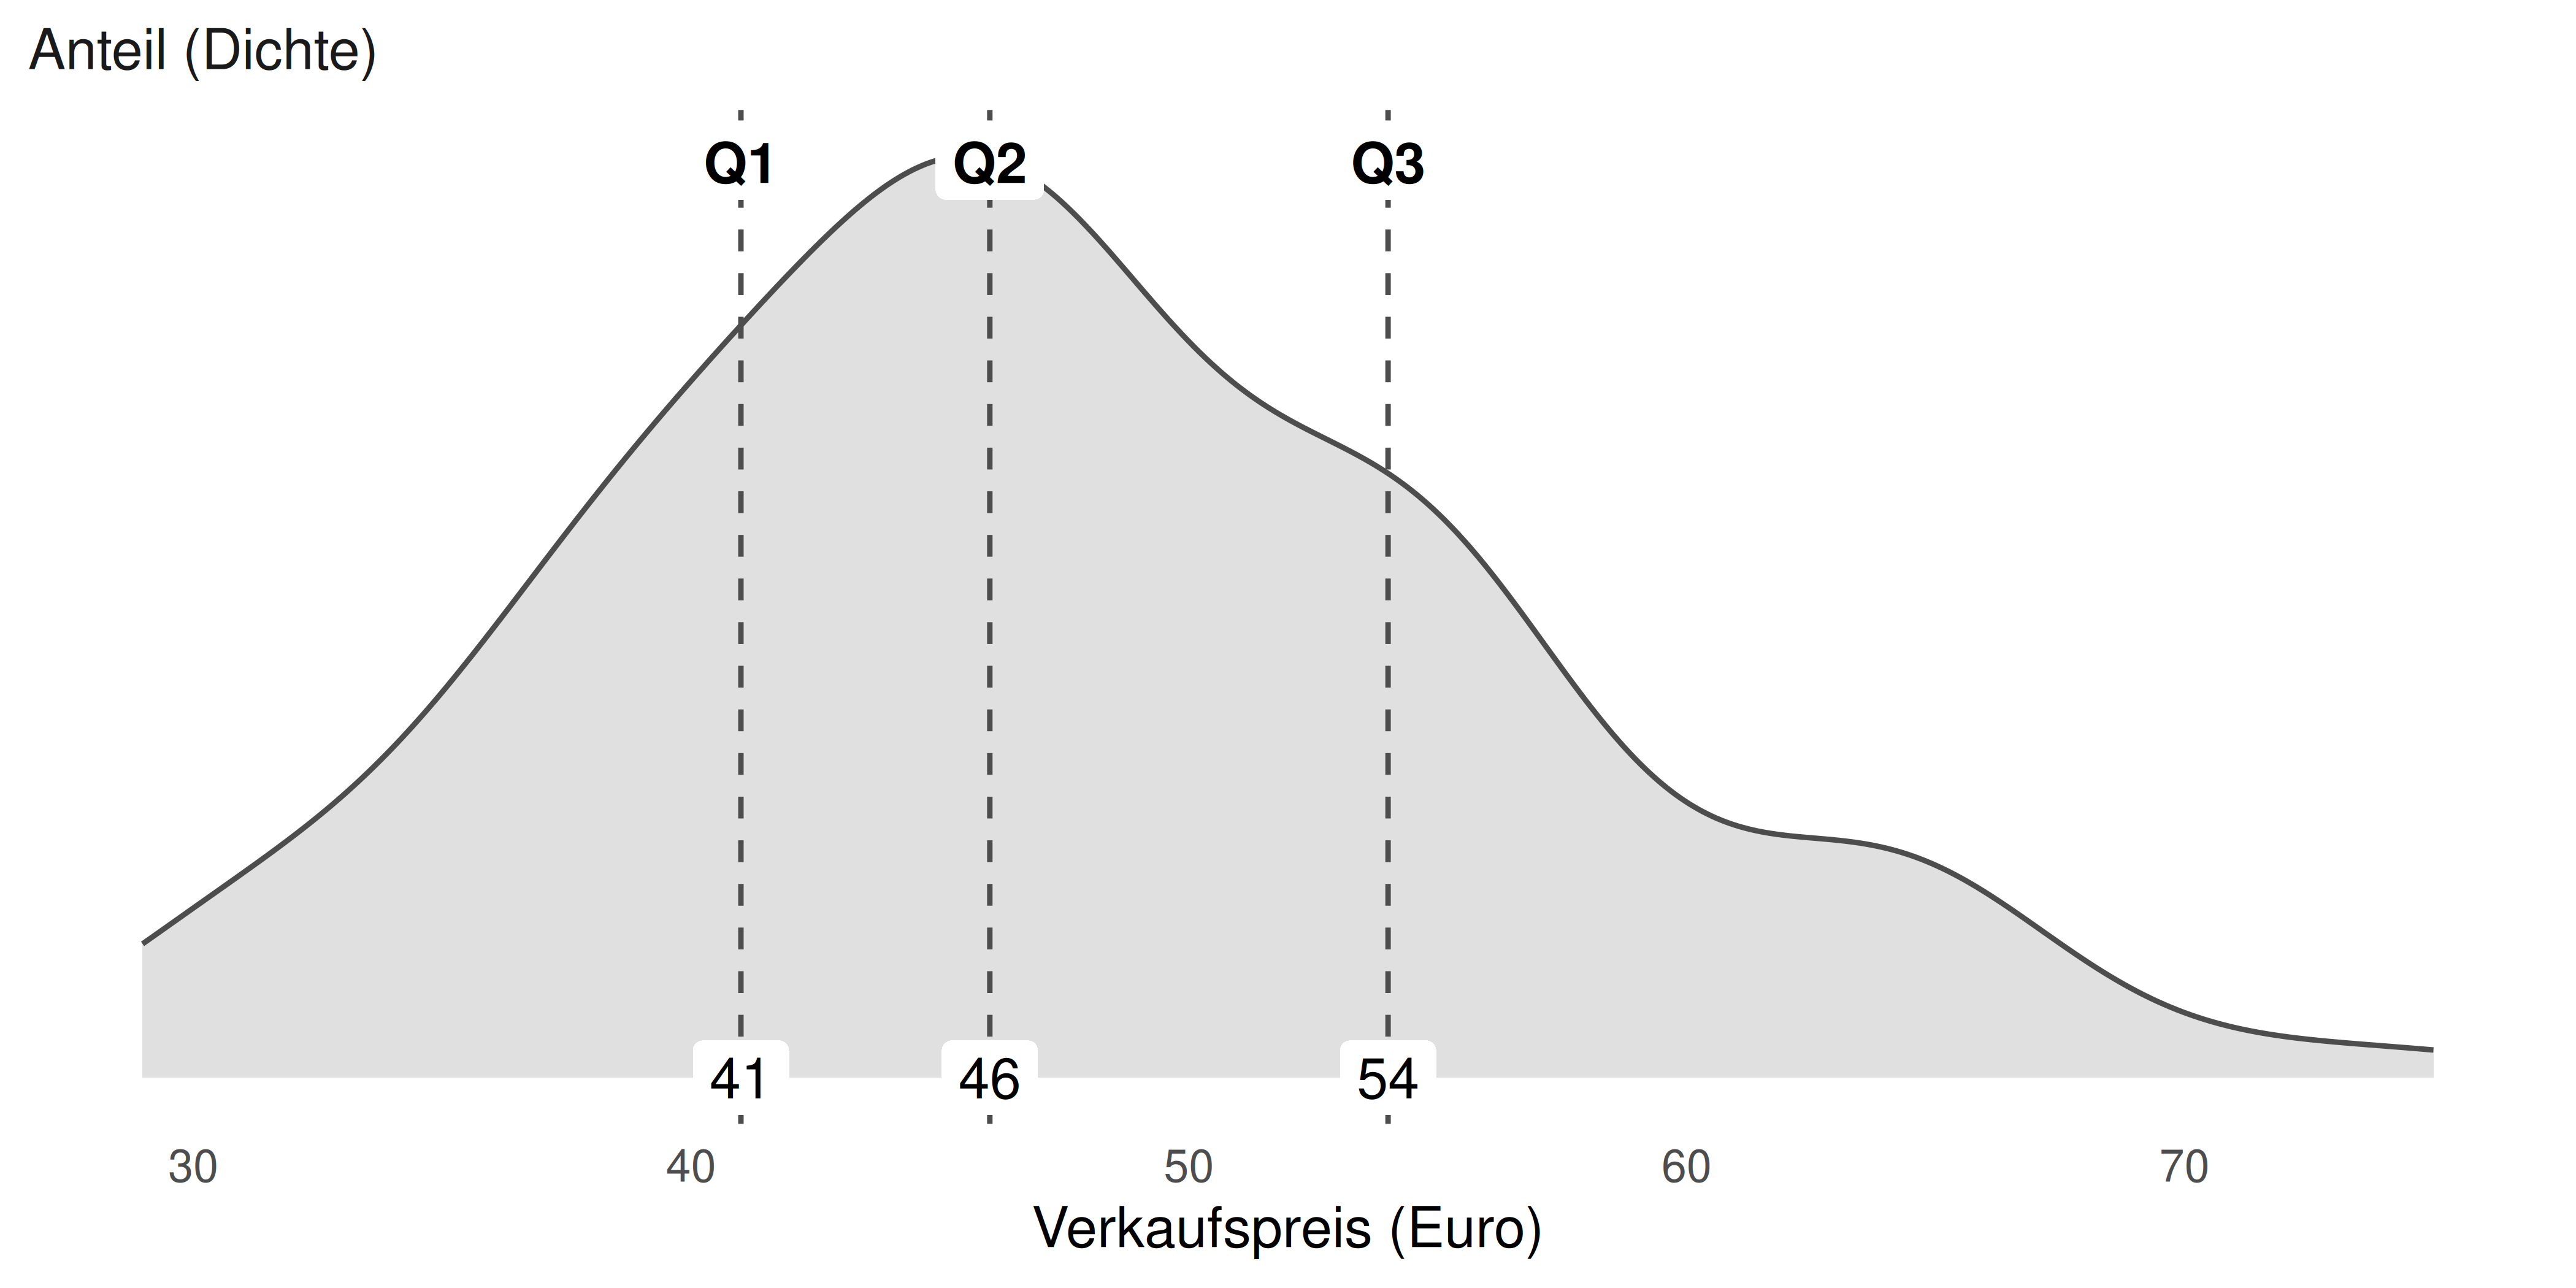 Anteil (Dichte)
Q1 Q2 Q3
41 46 54
30 40 50 60 70
Verkaufspreis (Euro)